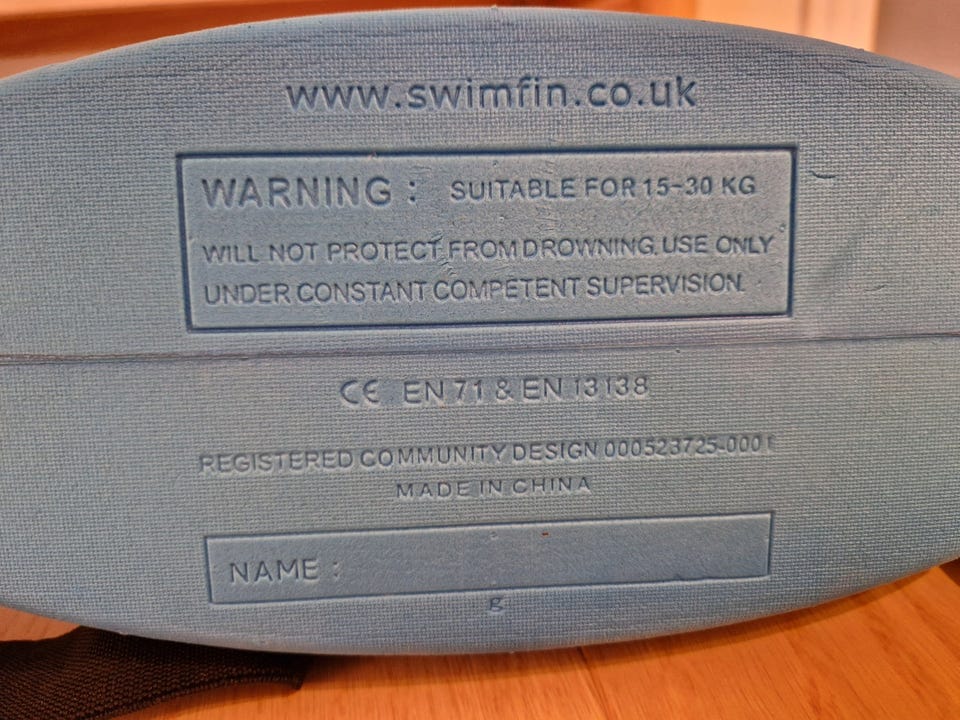 www.swimfin.co.uk
WARNING : SUITABLE FOR 15-30 KG
WILL NOT PROTECT FROM DROWNING. USE ONLY
UNDER CONSTANT COMPETENT SUPERVISION.
CE EN 71 & EN 13138
REGISTERED COMMUNITY DESIGN 000523725-0001
MADE IN CHINA
NAME :
g